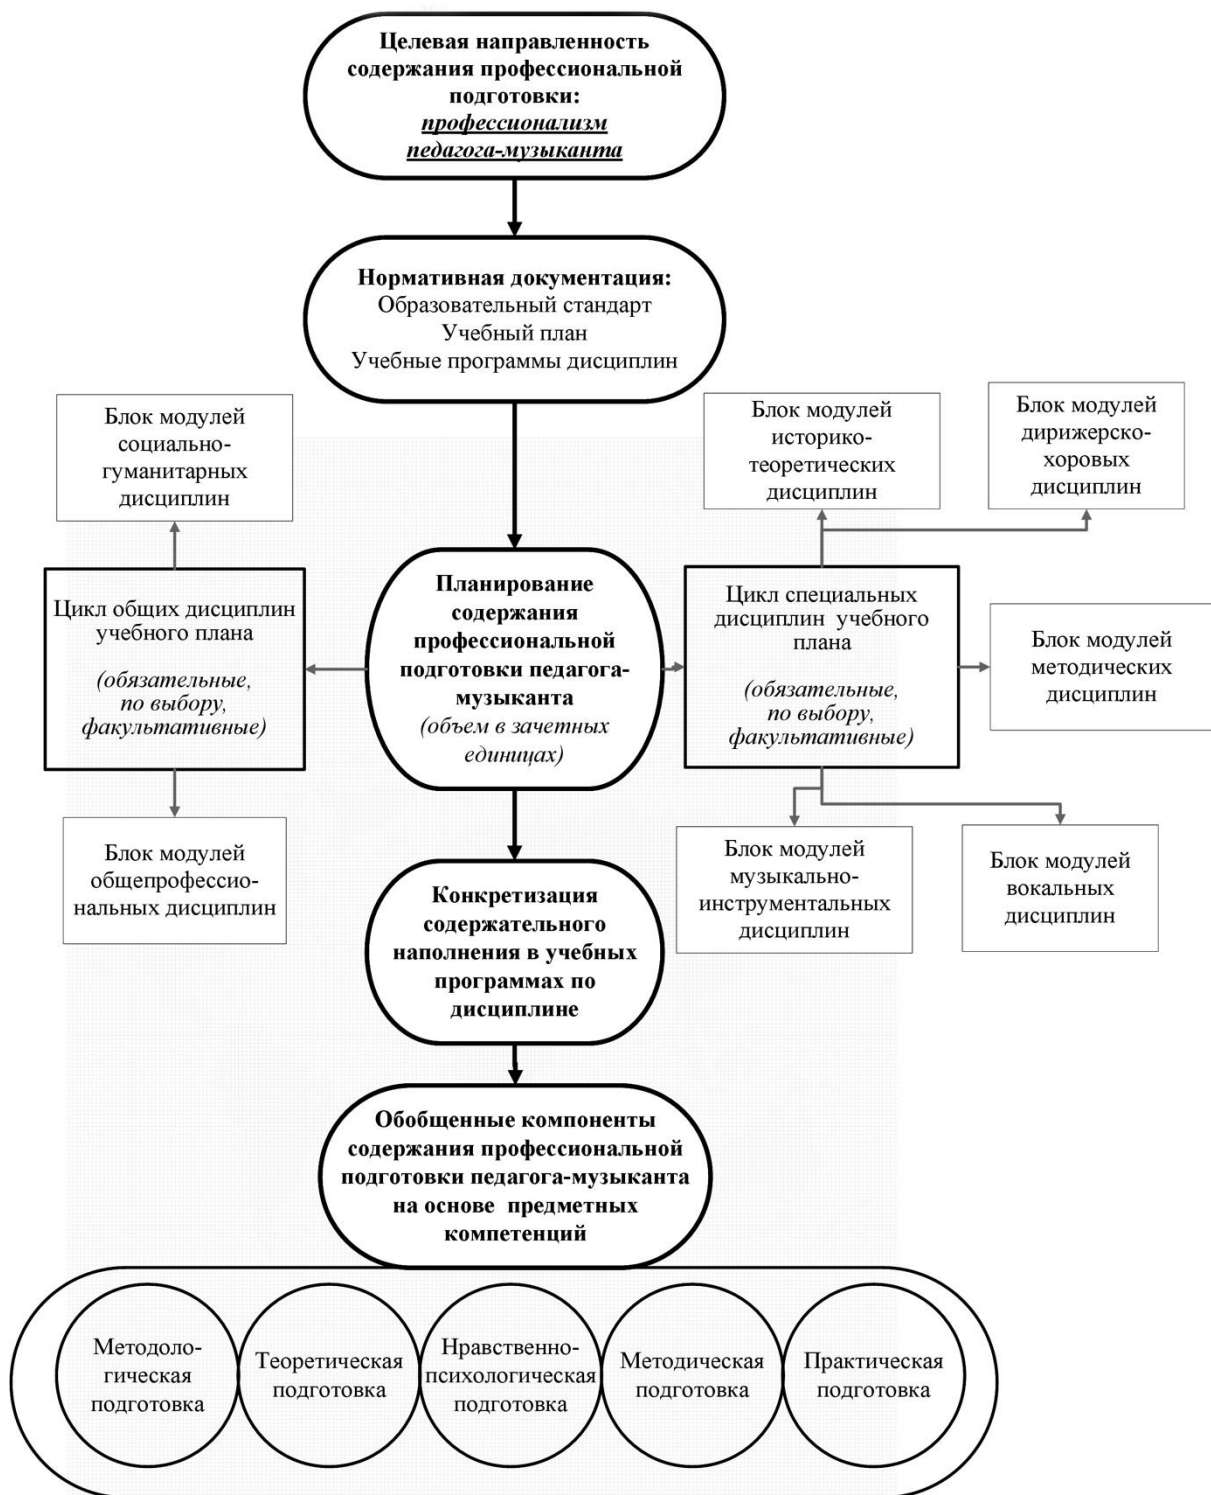 Целевая направленность
содержания профессиональной
подготовки:
профессионализм
педагога-музыканта
Нормативная документация:
Образовательный стандарт
Учебный план
Учебные программы дисциплин
Блок модулей
социально-
гуманитарных
дисциплин
Блок модулей
историко-
теоретических
дисциплин
Блок модулей
дирижерско-
хоровых
дисциплин
Цикл общих дисциплин
учебного плана
(обязательные,
по выбору,
факультативные)
Планирование
содержания
профессиональной
подготовки педагога-
музыканта
(объем в зачетных
единицах)
Цикл специальных
дисциплин учебного
плана
(обязательные,
по выбору,
факультативные)
Блок модулей
методических
дисциплин
Блок модулей
общепрофессио-
нальных дисциплин
Блок модулей
музыкально-
инструментальных
дисциплин
Блок модулей
вокальных
дисциплин
Конкретизация
содержательного
наполнения в учебных
программах по
дисциплине
Обобщенные компоненты
содержания профессиональной
подготовки педагога-музыканта
на основе предметных
компетенций
Методоло-
гическая
подготовка
Теоретическая
подготовка
Нравственно-
психологическая
подготовка
Методическая
подготовка
Практическая
подготовка